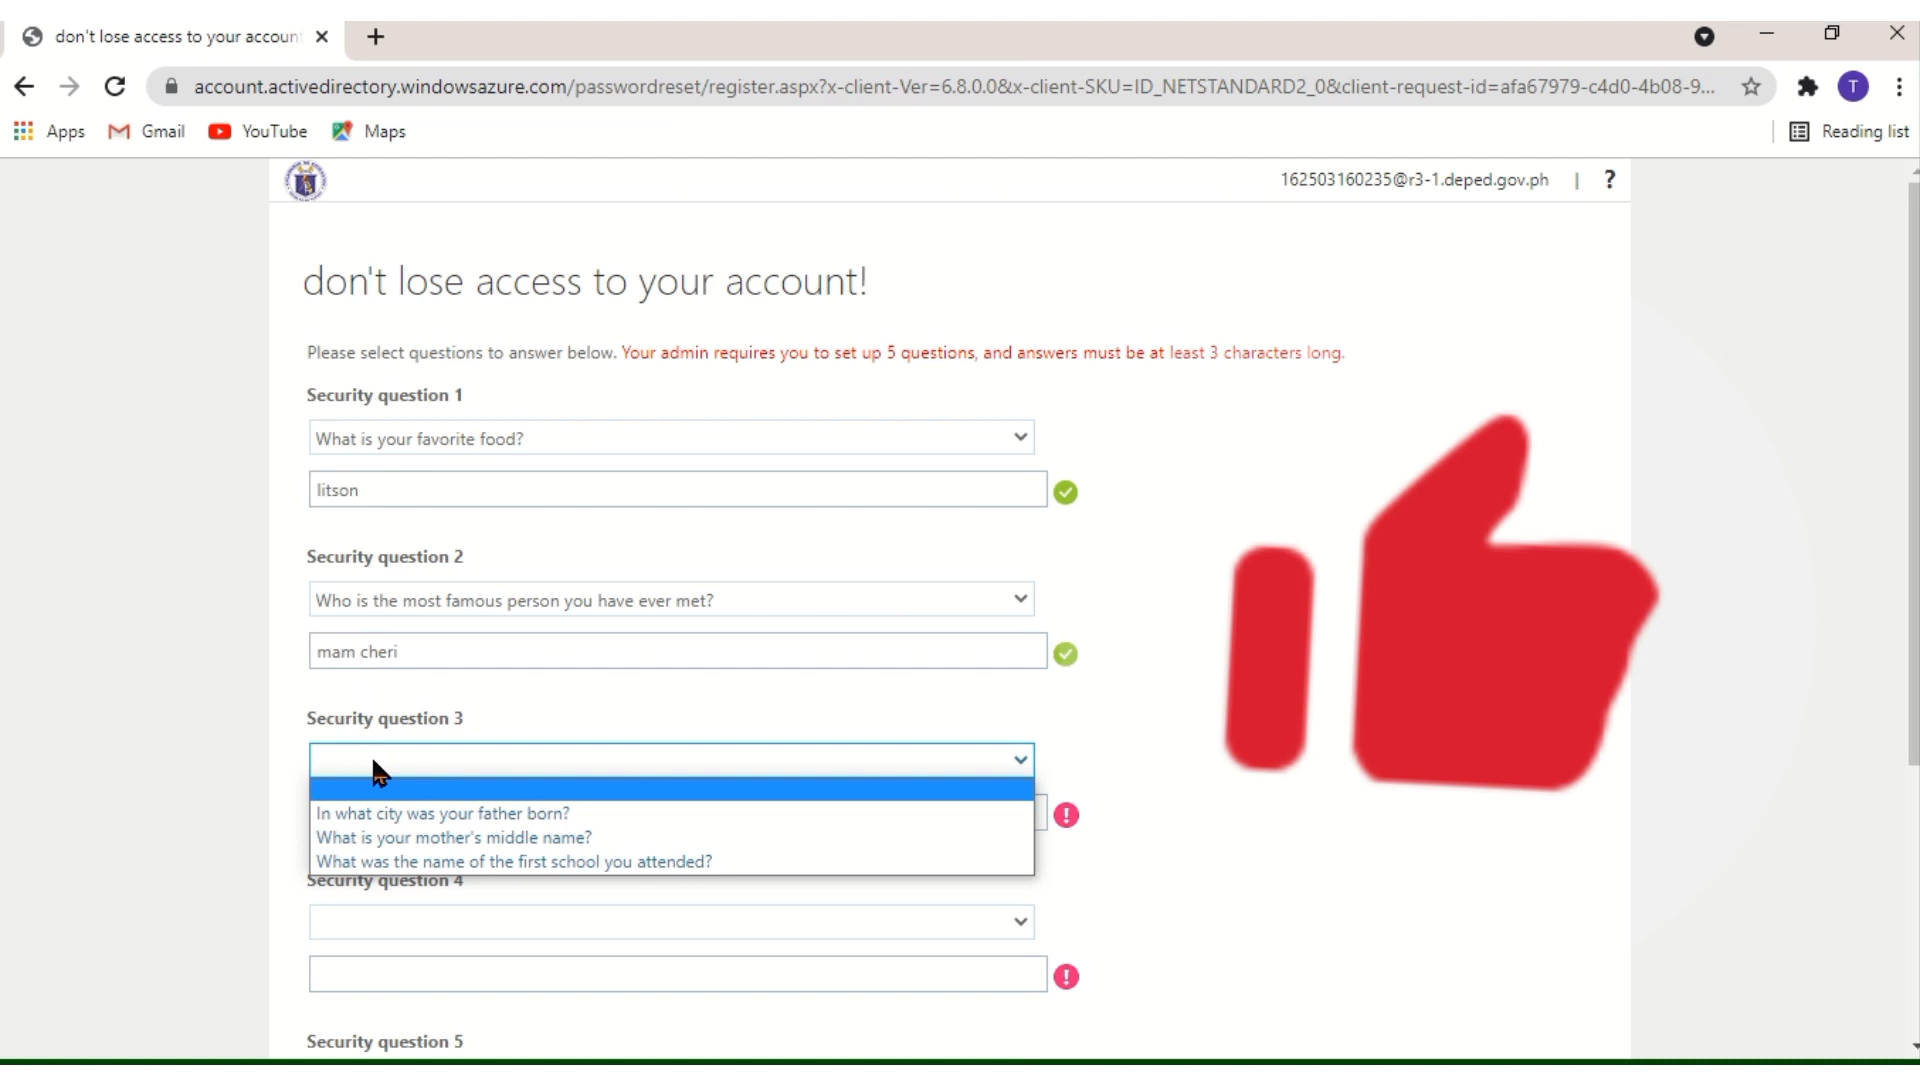 don't lose access to your accoun
account.activedirectory.windowsazure.com/passwordreset/register.aspx?x-client-Ver=6.8.0.0&x-client-SKU=ID_NETSTANDARD2_0&client-request-id=afa67979-c4d0-4b08-9...
T
Apps
Gmail
YouTube
Maps
Reading list
162503160235@r3-1.deped.gov.ph | ?
don't lose access to your account!
Please select questions to answer below. Your admin requires you to set up 5 questions, and answers must be at least 3 characters long.
Security question 1
What is your favorite food?
litson
Security question 2
Who is the most famous person you have ever met?
mam cheri
Security question 3
In what city was your father born?
What is your mother's middle name?
What was the name of the first school you attended?
Security question 4
Security question 5